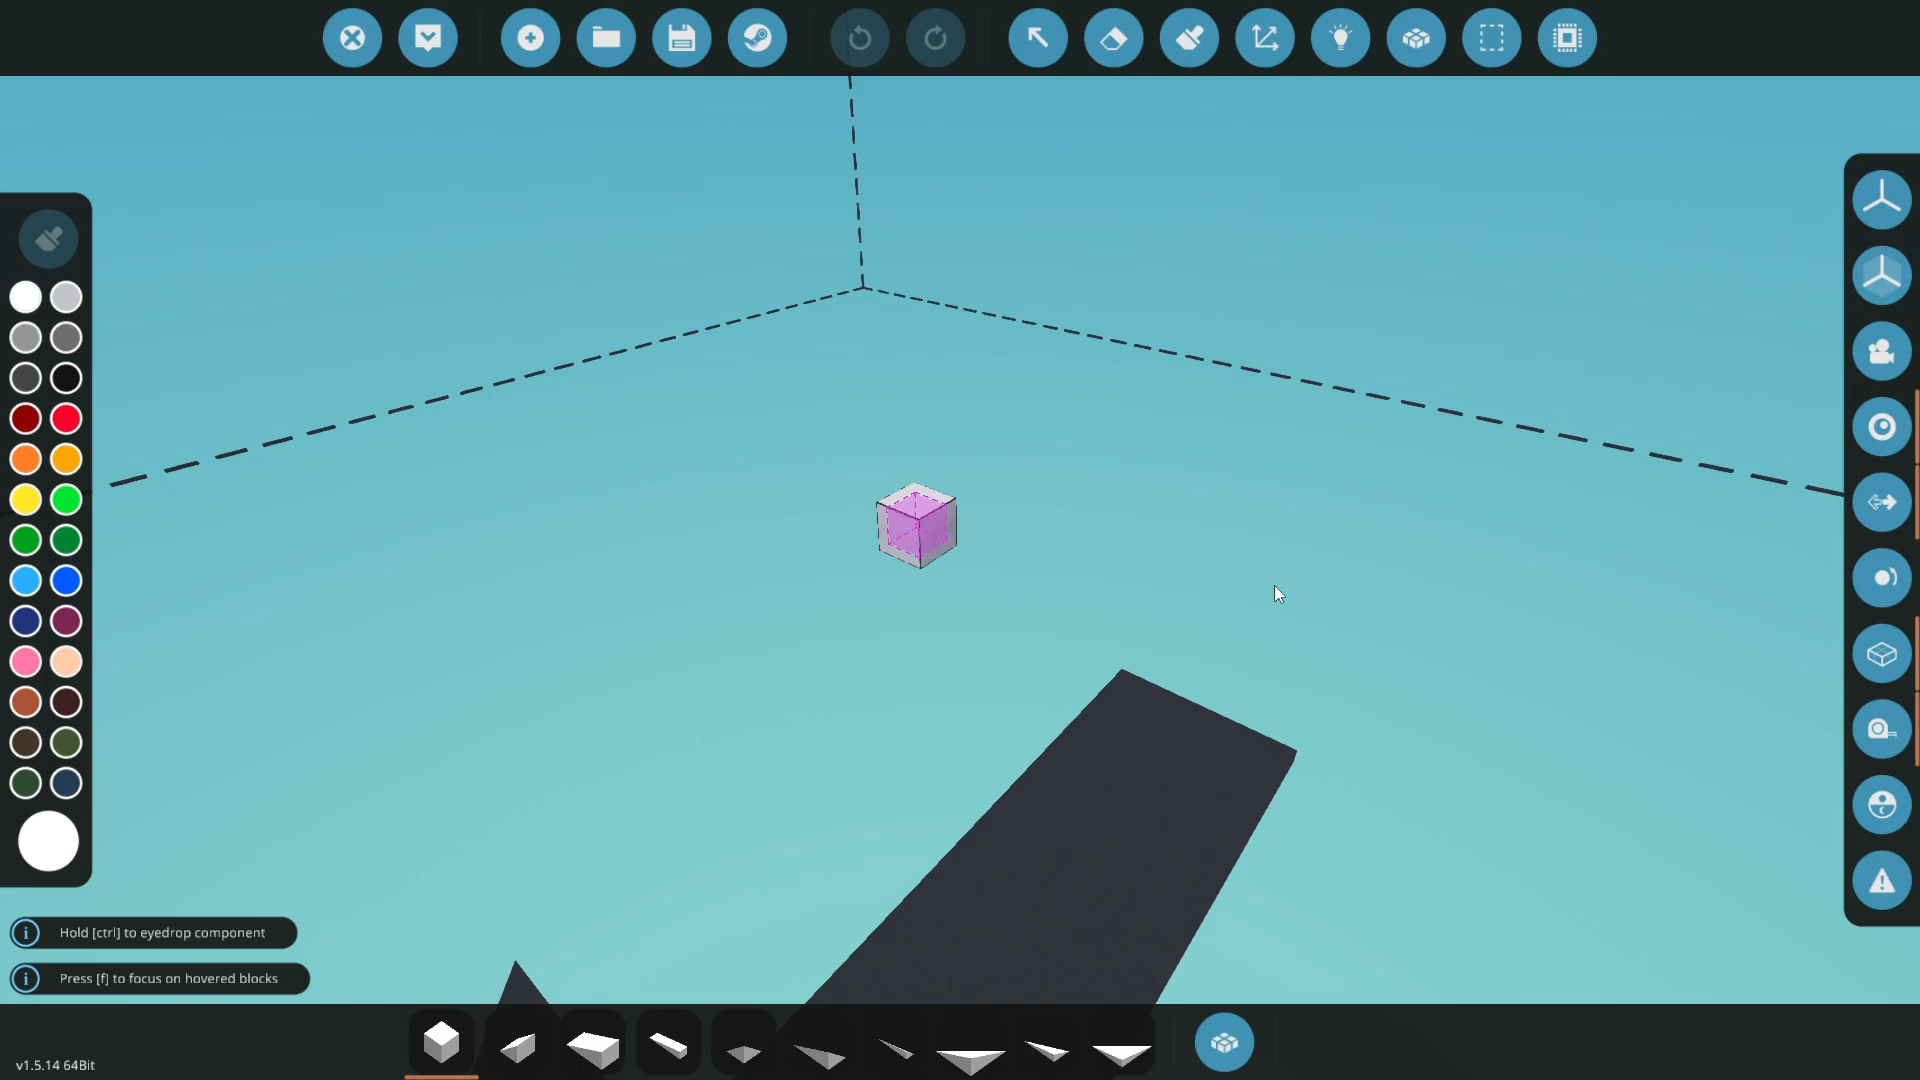 Hold [ctrl] to eyedrop component
Press [f] to focus on hovered blocks
v1.5.14 64Bit